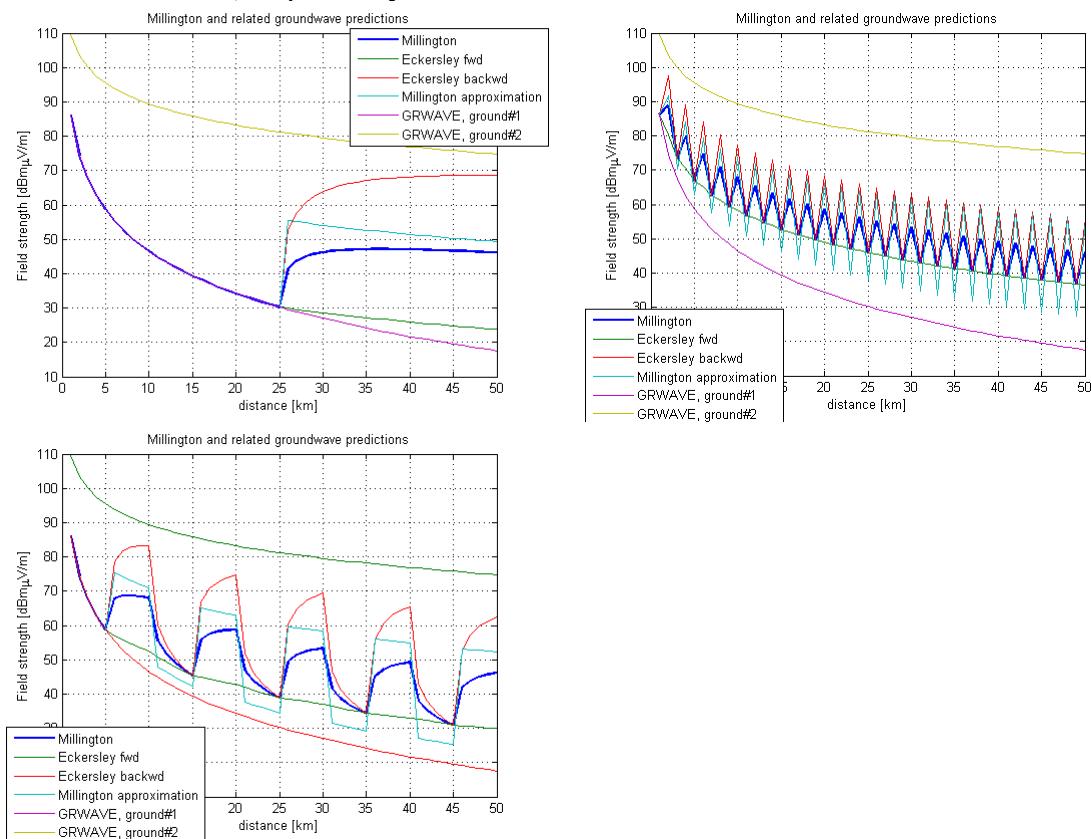 Millington and related groundwave predictions
Field strength [dBmμV/m]
110
100
90
80
70
60
50
40
30
20
10
0
5
10
15
20
25
30
35
40
45
50
distance [km]
Millington
Eckersley fwd
Eckersley backwd
Millington approximation
GRWAVE, ground#1
GRWAVE, ground#2
Millington and related groundwave predictions
Field strength [dBmμV/m]
110
100
90
80
70
60
50
40
30
15
20
25
30
35
40
45
50
distance [km]
Millington
Eckersley fwd
Eckersley backwd
Millington approximation
GRWAVE, ground#1
GRWAVE, ground#2
Millington and related groundwave predictions
Field strength [dBmμV/m]
110
100
90
80
70
60
50
40
30
20
25
30
35
40
45
50
distance [km]
Millington
Eckersley fwd
Eckersley backwd
Millington approximation
GRWAVE, ground#1
GRWAVE, ground#2